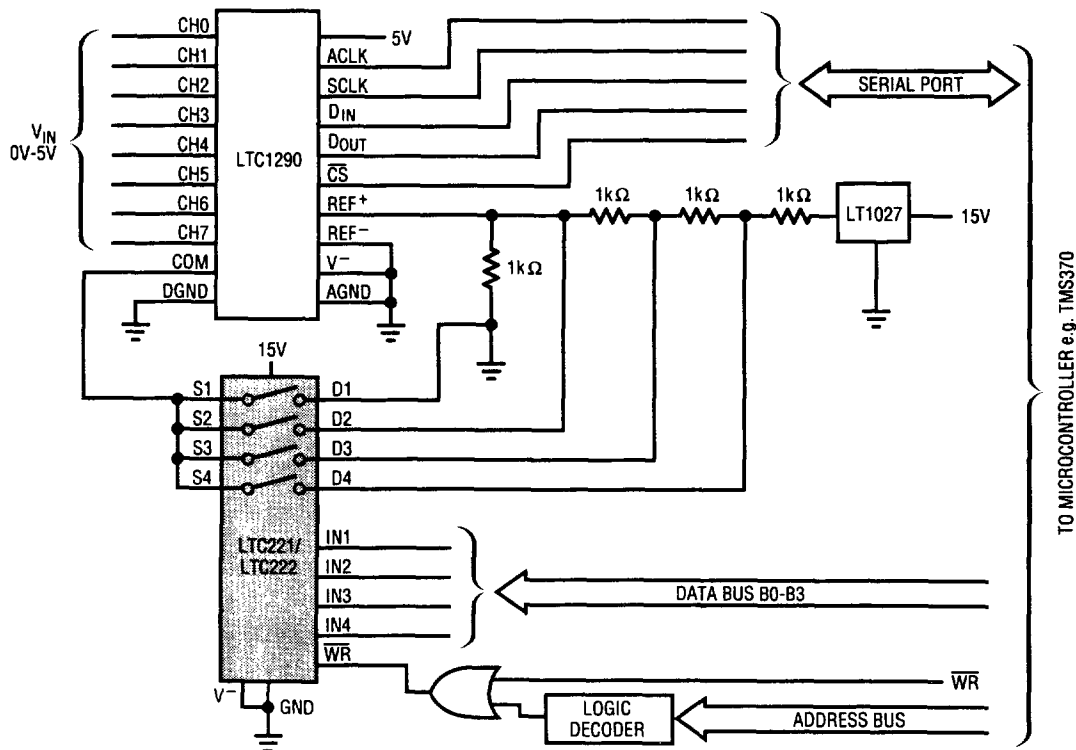 CH0
CH1
CH2
CH3
CH4
CH5
CH6
CH7
COM
DGND
VIN
0V-5V
LTC1290
5V
ACLK
SCLK
DIN
DOUT
CS
REF+
REF−
V−
AGND
SERIAL PORT
1kΩ
1kΩ
1kΩ
1kΩ
LT1027
15V
15V
S1
S2
S3
S4
D1
D2
D3
D4
LTC221/
LTC222
IN1
IN2
IN3
IN4
WR
V−
GND
DATA BUS B0-B3
WR
LOGIC
DECODER
ADDRESS BUS
TO MICROCONTROLLER e.g. TMS370